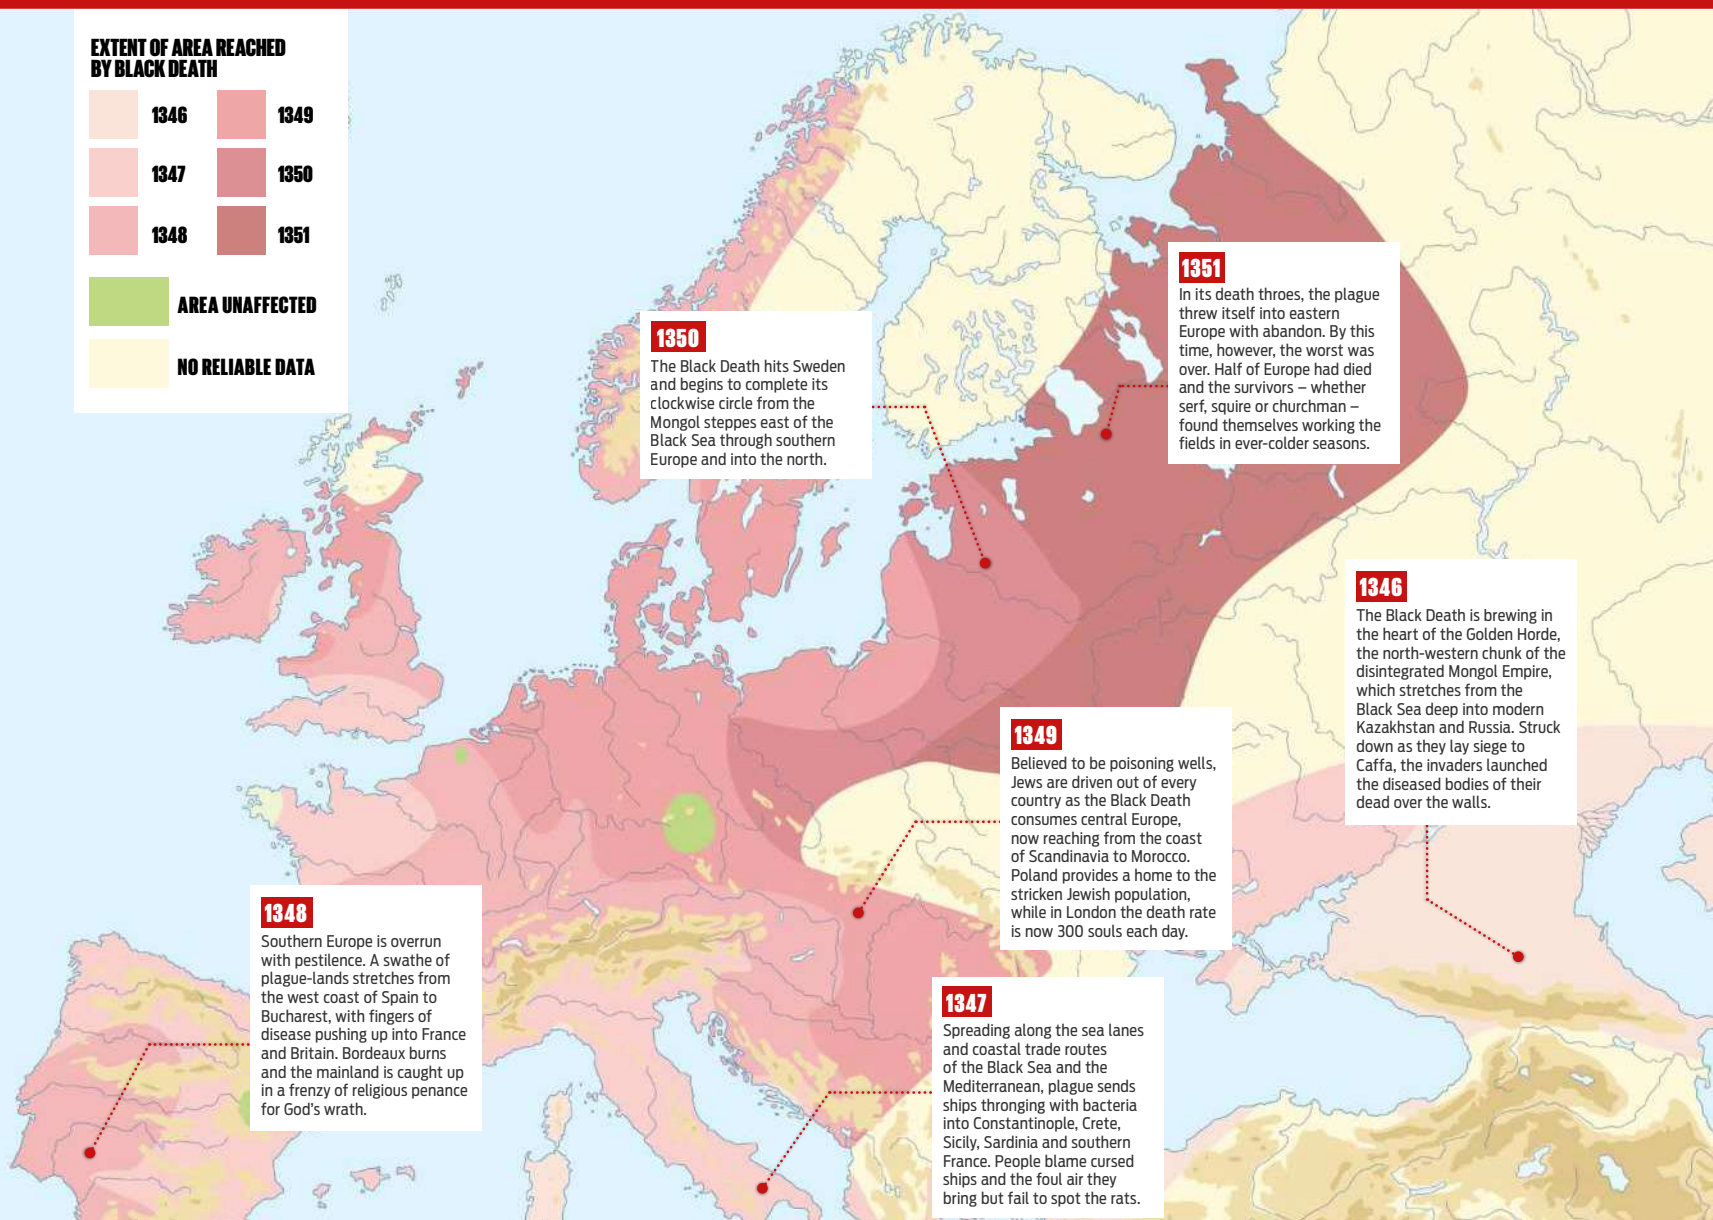 EXTENT OF AREA REACHED
BY BLACK DEATH
1346
1349
1347
1350
1348
1351
AREA UNAFFECTED
NO RELIABLE DATA
1350
The Black Death hits Sweden
and begins to complete its
clockwise circle from the
Mongol steppes east of the
Black Sea through southern
Europe and into the north.
1351
In its death throes, the plague
threw itself into eastern
Europe with abandon. By this
time, however, the worst was
over. Half of Europe had died
and the survivors – whether
serf, squire or churchman –
found themselves working the
fields in ever-colder seasons.
1346
The Black Death is brewing in
the heart of the Golden Horde,
the north-western chunk of the
disintegrated Mongol Empire,
which stretches from the
Black Sea deep into modern
Kazakhstan and Russia. Struck
down as they lay siege to
Caffa, the invaders launched
the diseased bodies of their
dead over the walls.
1349
Believed to be poisoning wells,
Jews are driven out of every
country as the Black Death
consumes central Europe,
now reaching from the coast
of Scandinavia to Morocco.
Poland provides a home to the
stricken Jewish population,
while in London the death rate
is now 300 souls each day.
1348
Southern Europe is overrun
with pestilence. A swathe of
plague-lands stretches from
the west coast of Spain to
Bucharest, with fingers of
disease pushing up into France
and Britain. Bordeaux burns
and the mainland is caught up
in a frenzy of religious penance
for God's wrath.
1347
Spreading along the sea lanes
and coastal trade routes
of the Black Sea and the
Mediterranean, plague sends
ships thronging with bacteria
into Constantinople, Crete,
Sicily, Sardinia and southern
France. People blame cursed
ships and the foul air they
bring but fail to spot the rats.